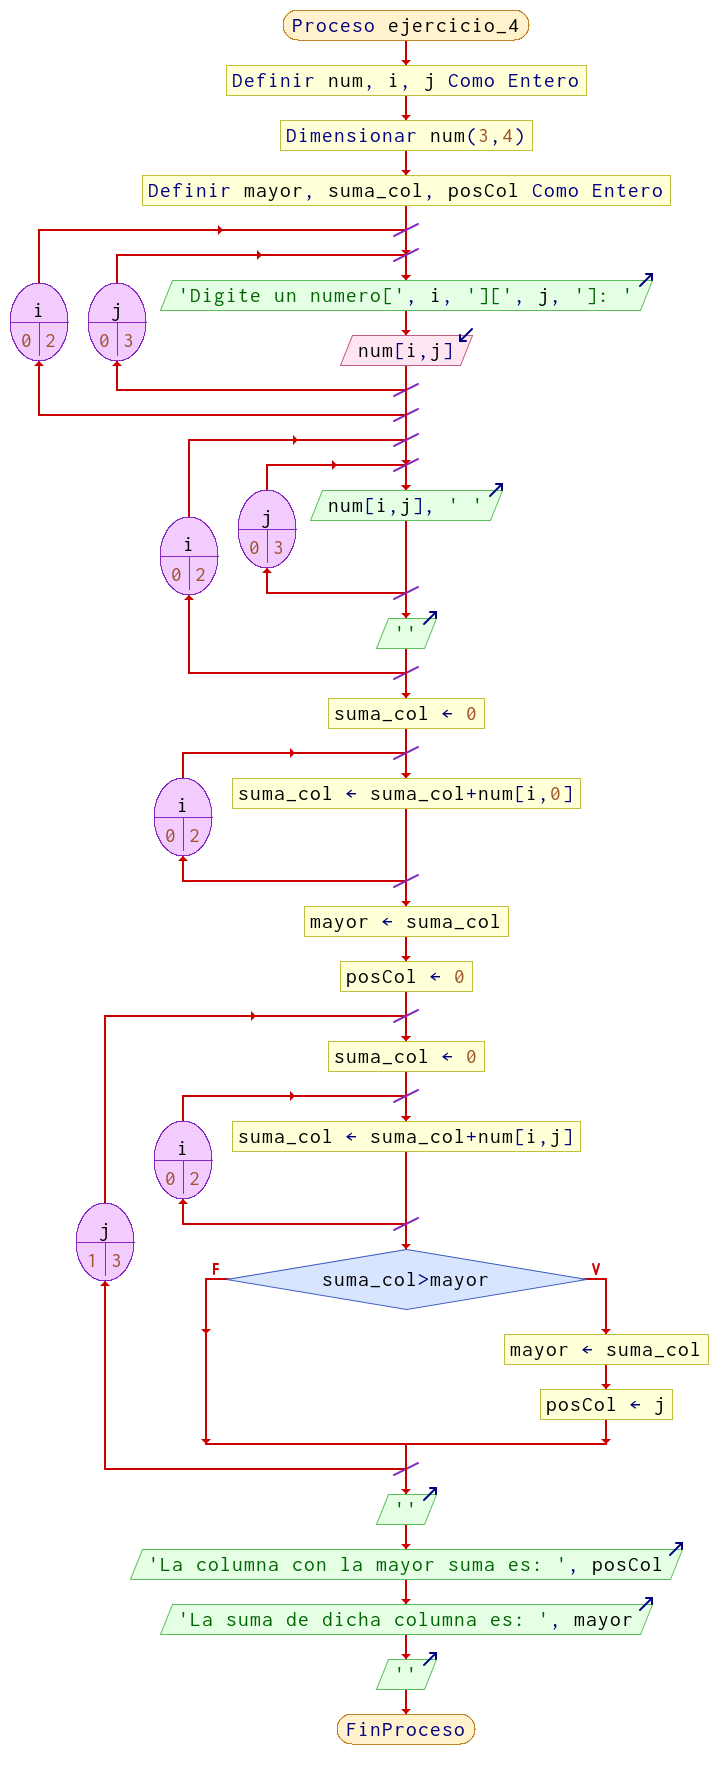 Proceso ejercicio_4
Definir num, i, j Como Entero
Dimensionar num(3,4)
Definir mayor, suma_col, posCol Como Entero
i
0 2
j
0 3
'Digite un numero[', i, '][', j, ']: '
num[i,j]
i
0 2
j
0 3
num[i,j], ' '
''
suma_col ← 0
i
0 2
suma_col ← suma_col+num[i,0]
mayor ← suma_col
posCol ← 0
j
1 3
suma_col ← 0
i
0 2
suma_col ← suma_col+num[i,j]
suma_col>mayor
F
V
mayor ← suma_col
posCol ← j
''
'La columna con la mayor suma es: ', posCol
'La suma de dicha columna es: ', mayor
''
FinProceso